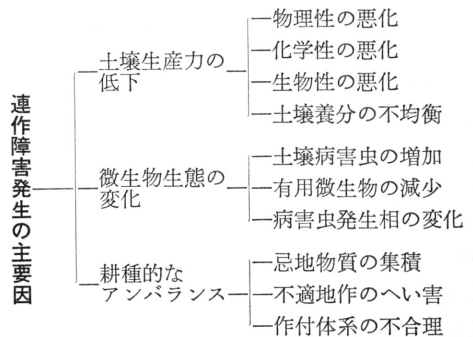 連作障害発生の主要因
土壌生産力の
低下
物理性の悪化
化学性の悪化
生物性の悪化
土壌養分の不均衡
微生物生態の
変化
土壌病害虫の増加
有用微生物の減少
病害虫発生相の変化
耕種的な
アンバランス
忌地物質の集積
不適地作のへい害
作付体系の不合理